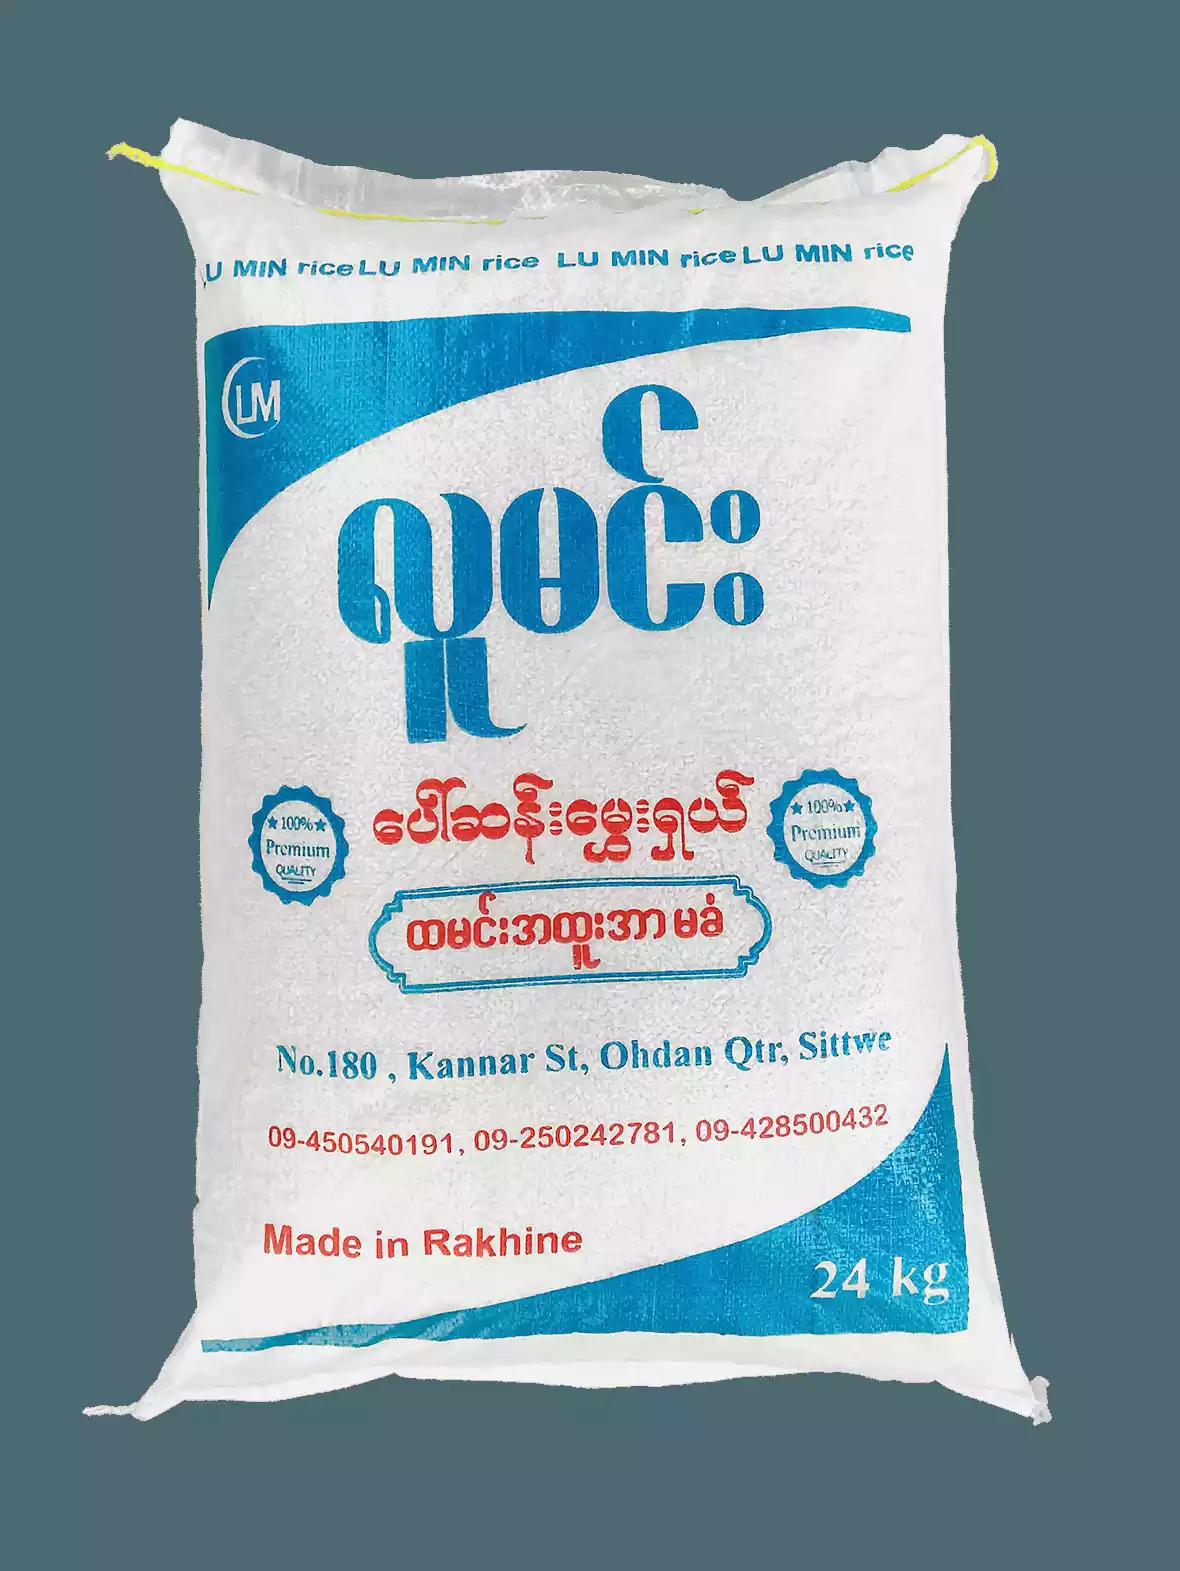 LU MIN rice LU MIN rice LU MIN rice LU MIN rice
LM
လူမင်း
ပေါ်ဆန်းမွှေးရှယ်
100%
Premium
QUALITY
100%
Premium
QUALITY
ထမင်းအထူးအာမခံ
No.180 , Kannar St, Ohdan Qtr, Sittwe
09-450540191, 09-250242781, 09-428500432
Made in Rakhine
24 kg